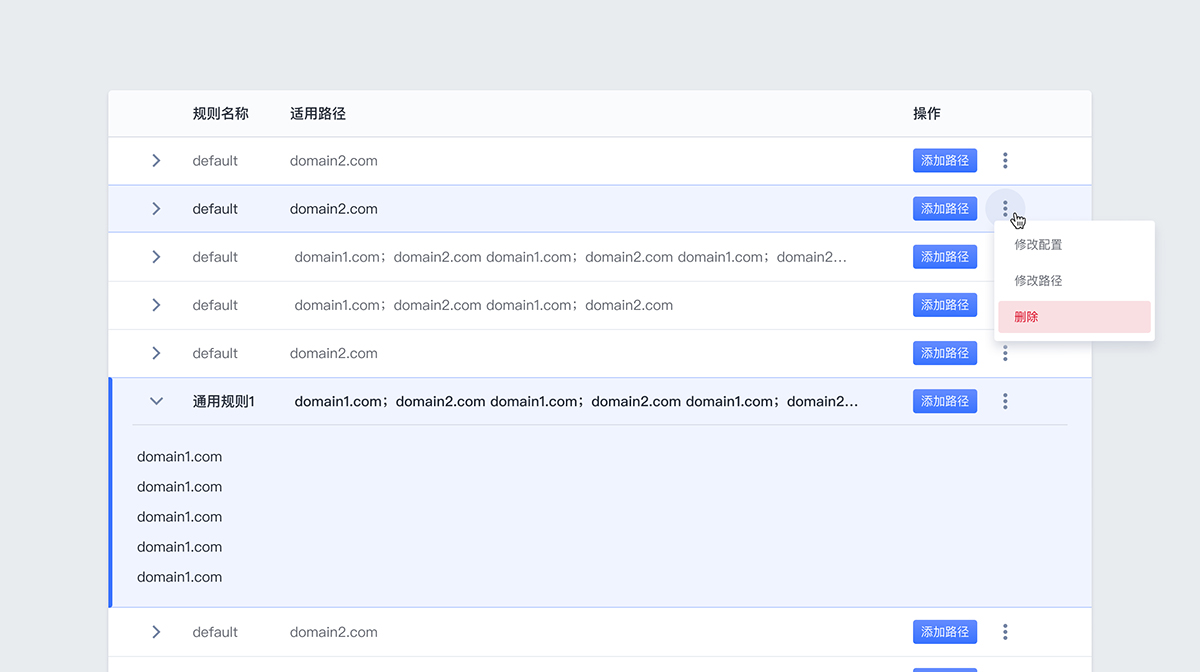 规则名称 适用路径 操作
default domain2.com 添加路径
default domain2.com 添加路径
default domain1.com；domain2.com domain1.com；domain2.com domain1.com；domain2... 添加路径
default domain1.com；domain2.com domain1.com；domain2.com 添加路径
default domain2.com 添加路径
修改配置
修改路径
删除
通用规则1 domain1.com；domain2.com domain1.com；domain2.com domain1.com；domain2... 添加路径
domain1.com
domain1.com
domain1.com
domain1.com
domain1.com
default domain2.com 添加路径